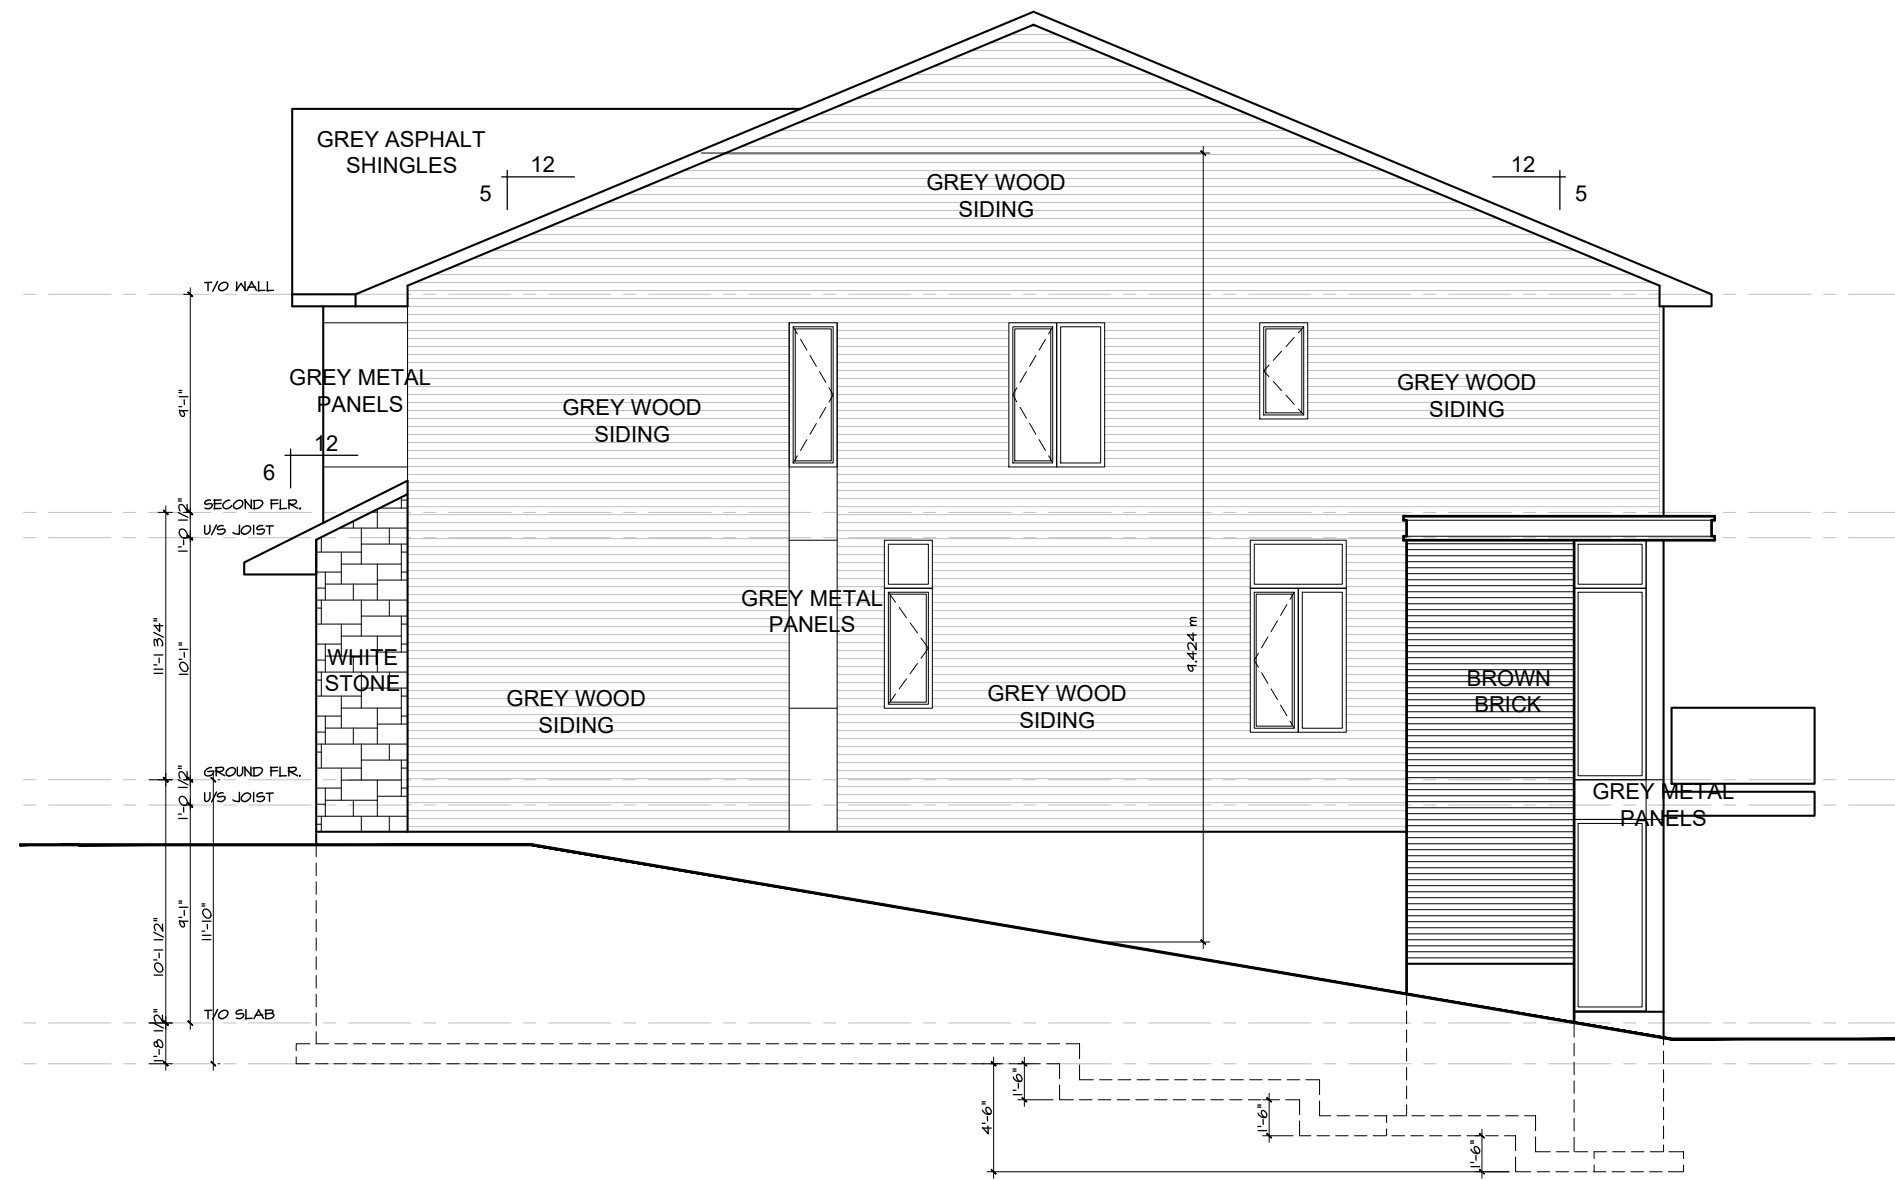 GREY ASPHALT
SHINGLES
12
5
GREY WOOD
SIDING
12
5
T/O WALL
GREY METAL
PANELS
9'-1"
GREY WOOD
SIDING
GREY WOOD
SIDING
12
6
SECOND FLR.
1'-0 1/2"
U/S JOIST
11'-1 3/4"
10'-1"
GREY METAL
PANELS
9.424 m
WHITE
STONE
GREY WOOD
SIDING
GREY WOOD
SIDING
BROWN
BRICK
GROUND FLR.
1'-0 1/2"
U/S JOIST
GREY METAL
PANELS
10'-1 1/2"
9'-1"
11'-10"
T/O SLAB
1'-8 1/2"
4'-6"
1'-6"
1'-6"
1'-6"